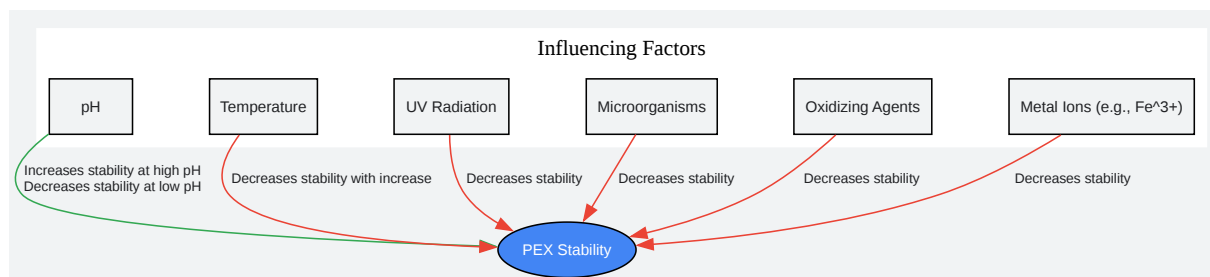 Influencing Factors
pH
Temperature
UV Radiation
Microorganisms
Oxidizing Agents
Metal Ions (e.g., Fe^3+)
Increases stability at high pH
Decreases stability at low pH
Decreases stability with increase
Decreases stability
Decreases stability
Decreases stability
Decreases stability
PEX Stability